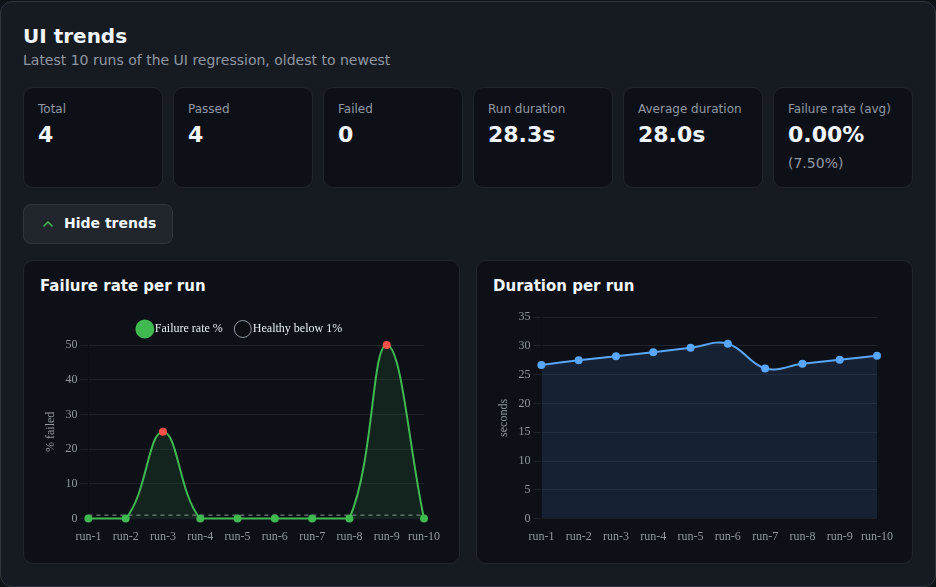 UI trends
Latest 10 runs of the UI regression, oldest to newest
Total
4
Passed
4
Failed
0
Run duration
28.3s
Average duration
28.0s
Failure rate (avg)
0.00%
(7.50%)
Hide trends
Failure rate per run
Failure rate %
Healthy below 1%
% failed
50
40
30
20
10
0
run-1 run-2 run-3 run-4 run-5 run-6 run-7 run-8 run-9 run-10
Duration per run
seconds
35
30
25
20
15
10
5
0
run-1 run-2 run-3 run-4 run-5 run-6 run-7 run-8 run-9 run-10